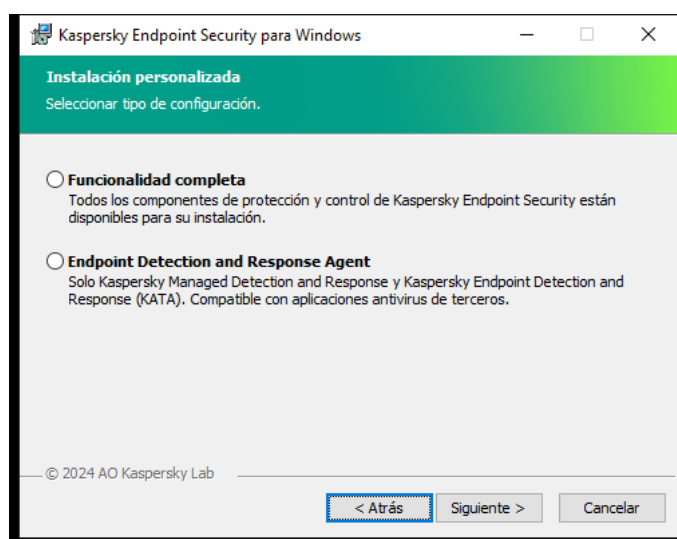 Kaspersky Endpoint Security para Windows
Instalación personalizada
Seleccionar tipo de configuración.
Funcionalidad completa
Todos los componentes de protección y control de Kaspersky Endpoint Security están
disponibles para su instalación.
Endpoint Detection and Response Agent
Solo Kaspersky Managed Detection and Response y Kaspersky Endpoint Detection and
Response (KATA). Compatible con aplicaciones antivirus de terceros.
© 2024 AO Kaspersky Lab
< Atrás Siguiente > Cancelar